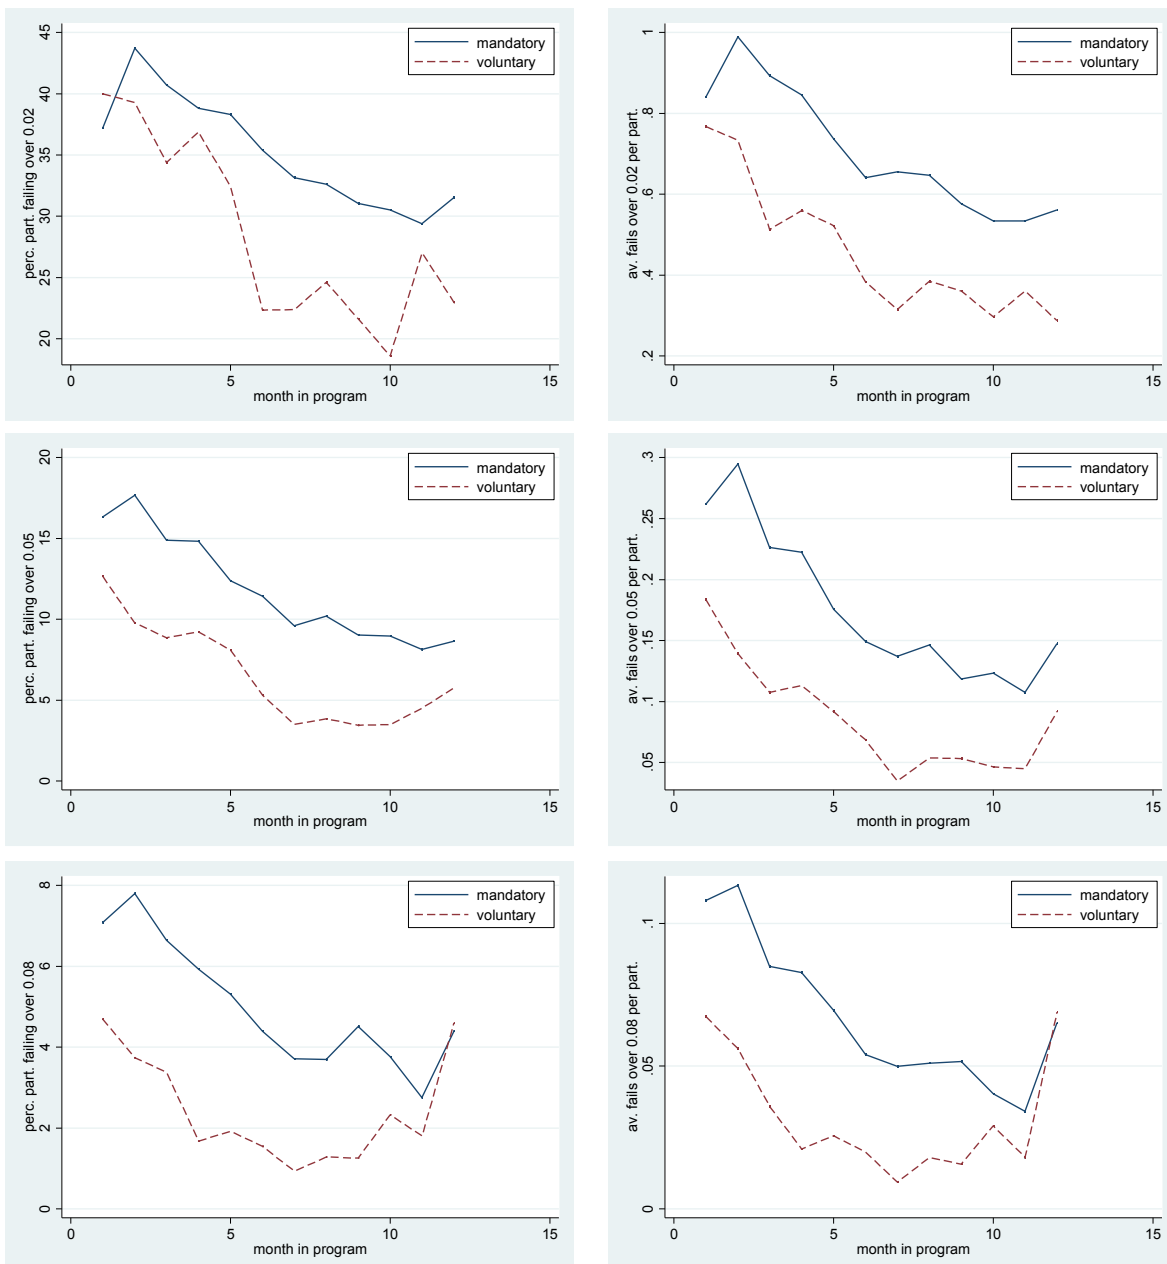 perc. part. failing over 0.02
45
40
35
30
25
20
mandatory
voluntary
0
5
10
15
month in program
av. fails over 0.02 per part.
1
.8
.6
.4
.2
mandatory
voluntary
0
5
10
15
month in program
perc. part. failing over 0.05
20
15
10
5
0
mandatory
voluntary
0
5
10
15
month in program
av. fails over 0.05 per part.
.3
.25
.2
.15
.1
.05
mandatory
voluntary
0
5
10
15
month in program
perc. part. failing over 0.08
8
6
4
2
0
mandatory
voluntary
0
5
10
15
month in program
av. fails over 0.08 per part.
.1
.05
0
mandatory
voluntary
0
5
10
15
month in program